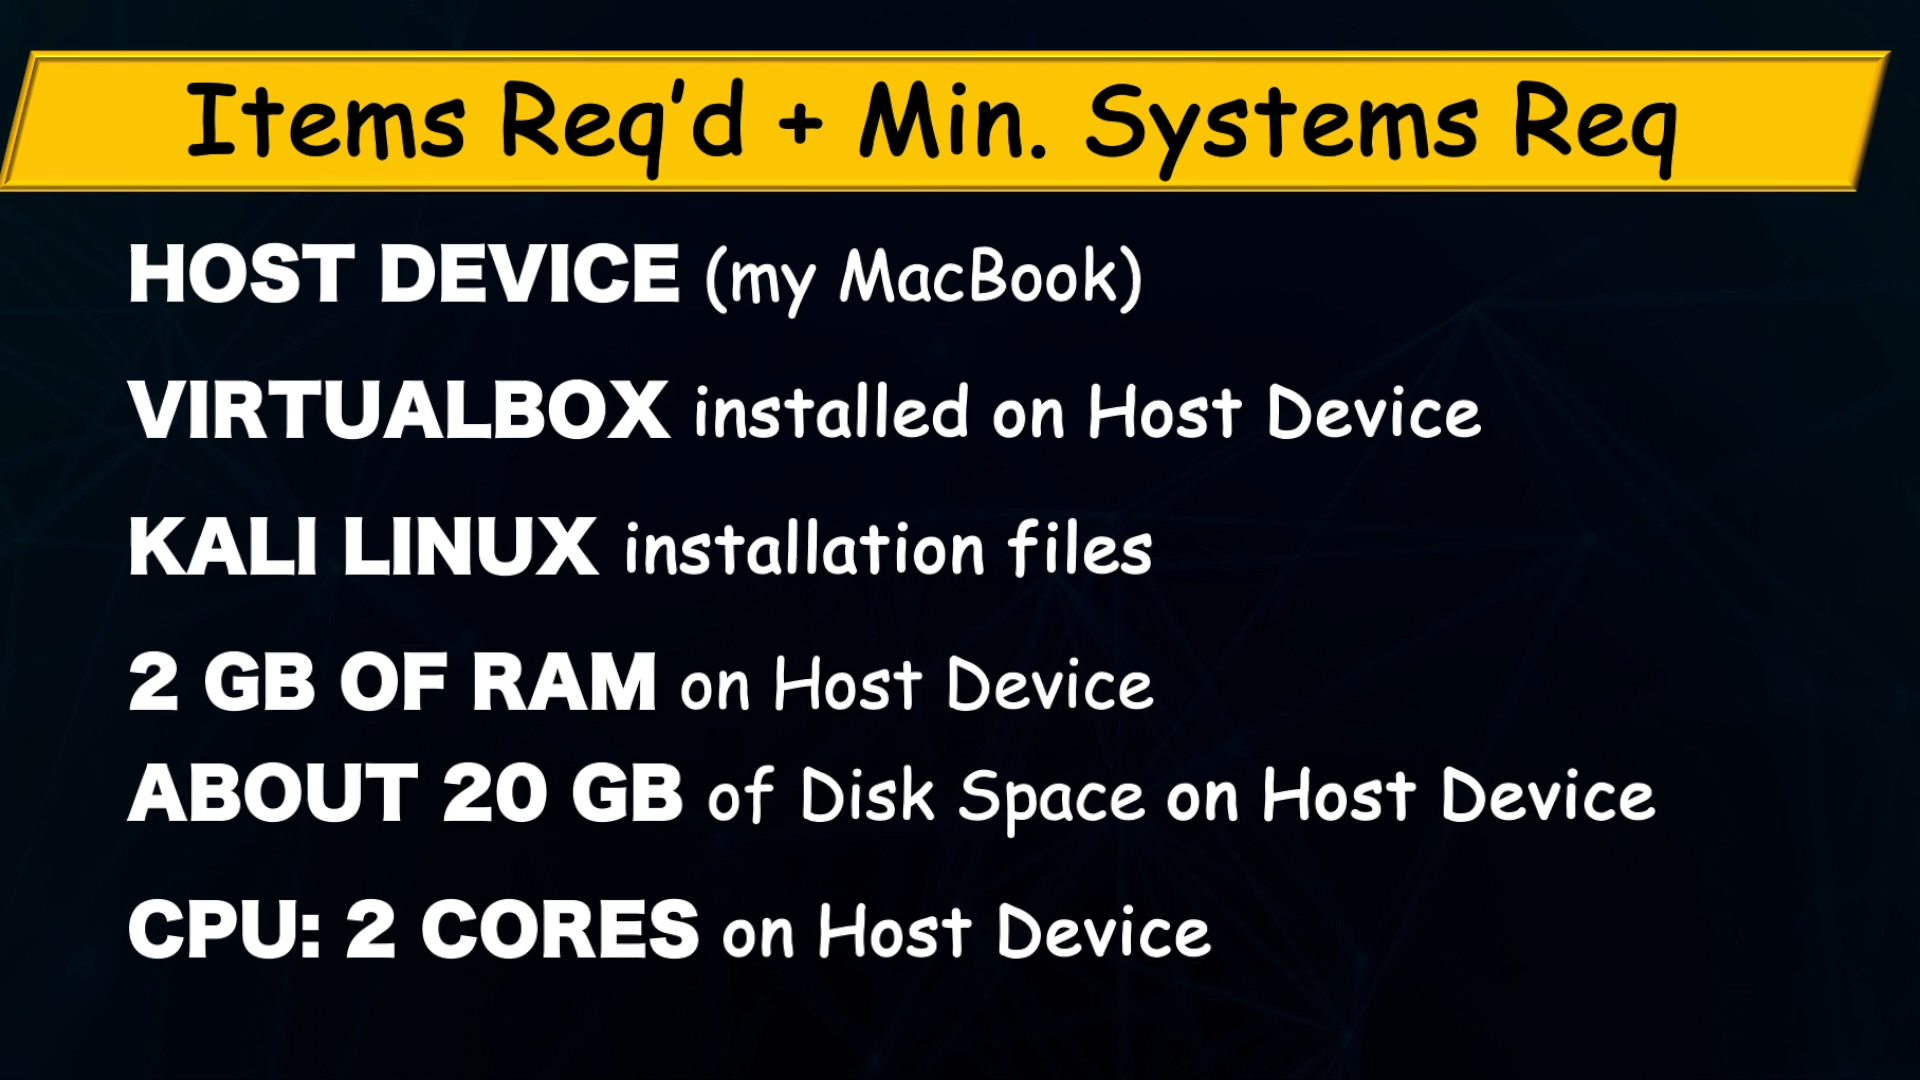 Items Req'd + Min. Systems Req
HOST DEVICE (my MacBook)
VIRTUALBOX installed on Host Device
KALI LINUX installation files
2 GB OF RAM on Host Device
ABOUT 20 GB of Disk Space on Host Device
CPU: 2 CORES on Host Device